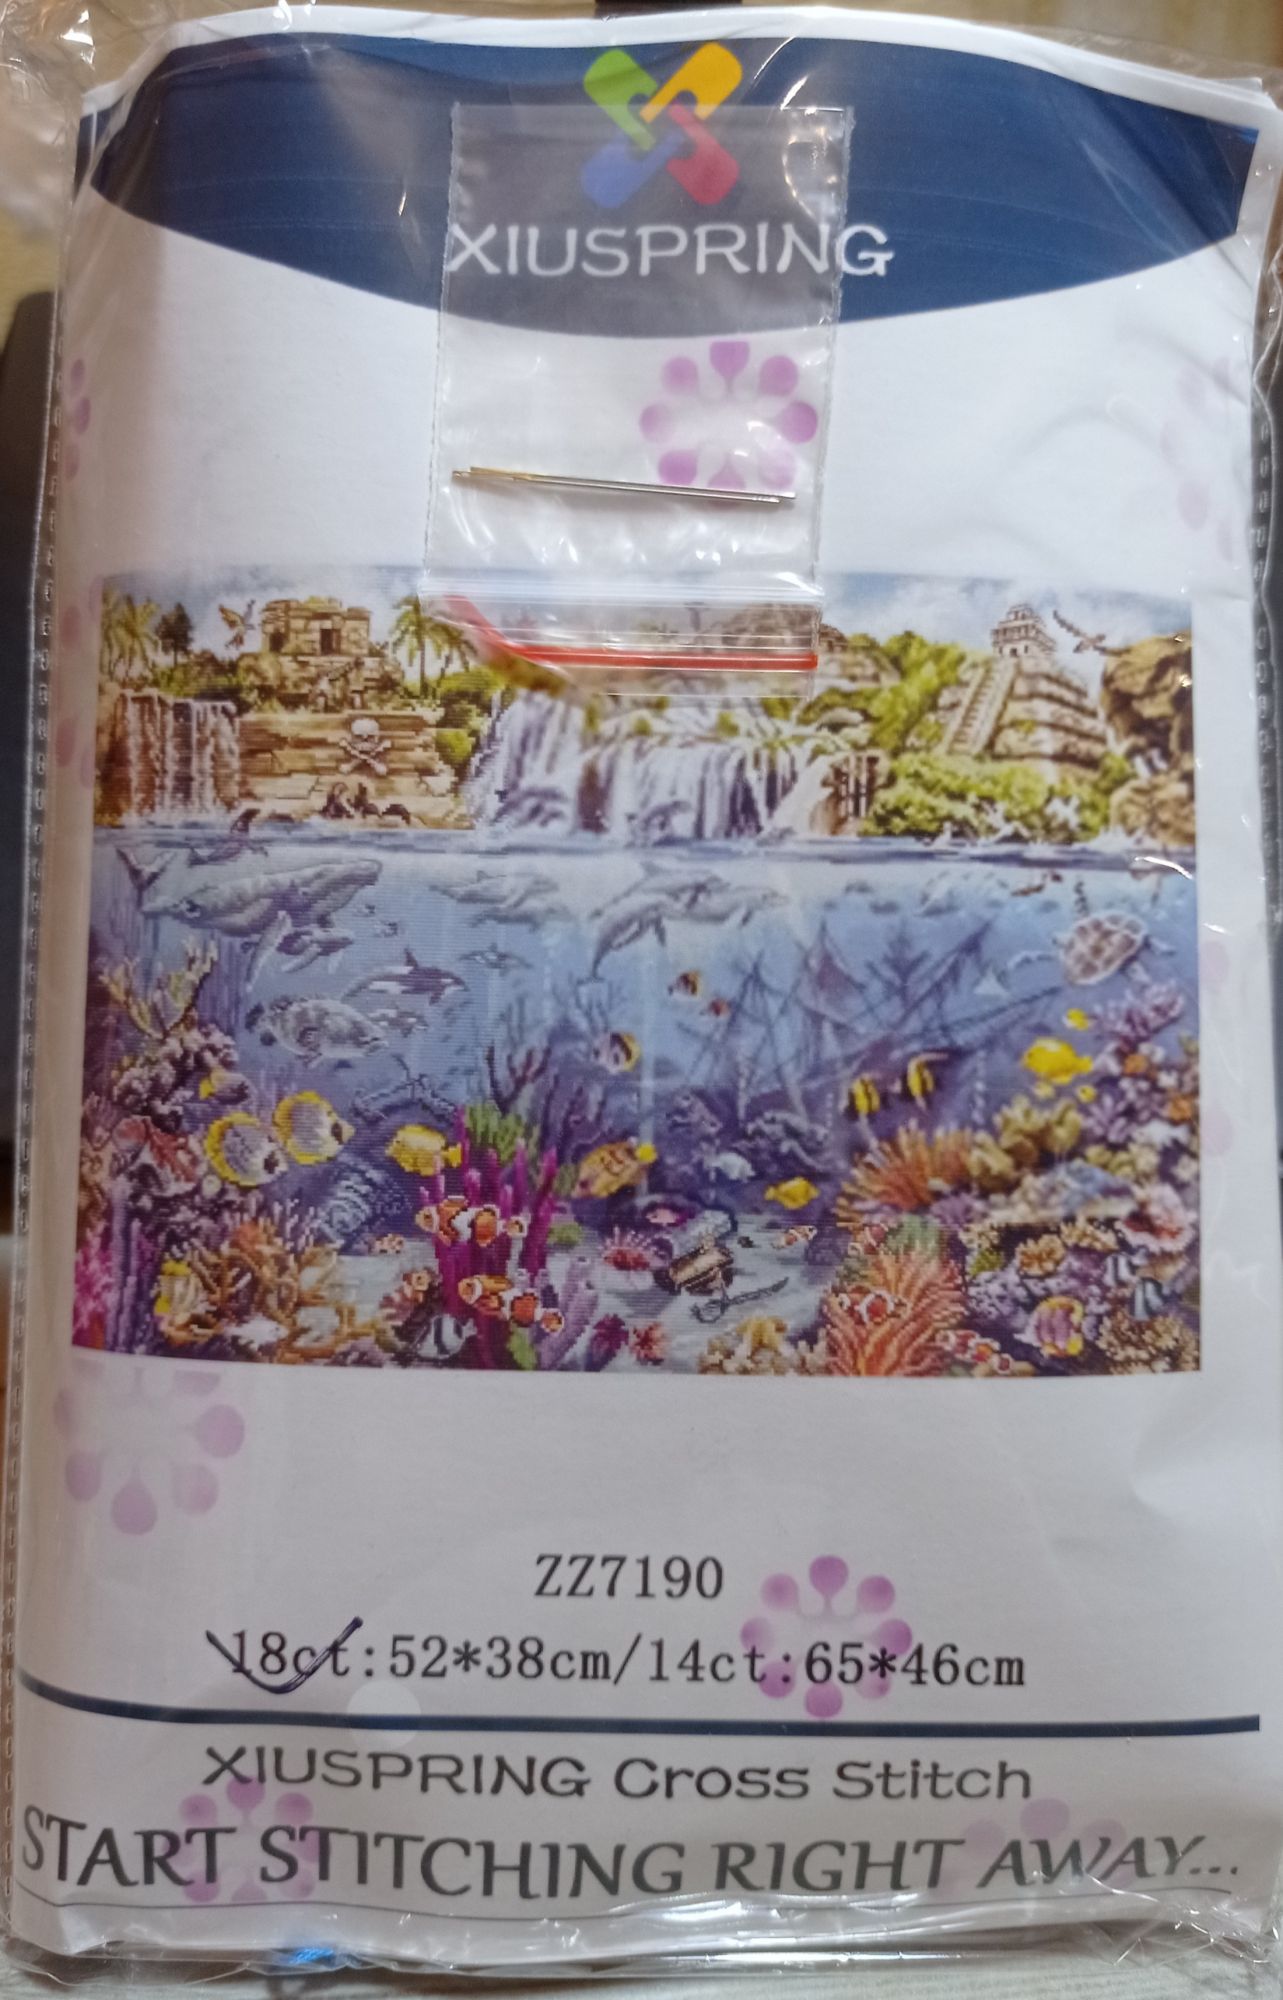 XIUSPRING
ZZ7190
18ct:52*38cm/14ct:65*46cm
XIUSPRING Cross Stitch
START STITCHING RIGHT AWAY...